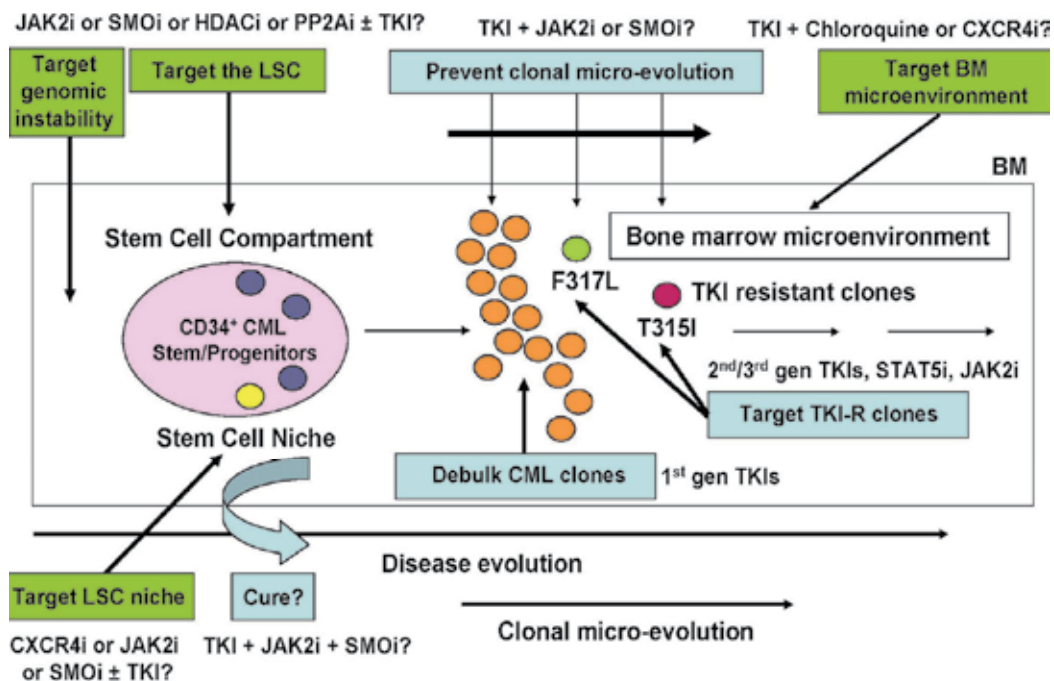 JAK2i or SMOi or HDACi or PP2Ai ± TKI?
TKI + JAK2i or SMOi?
TKI + Chloroquine or CXCR4i?
Target
genomic
instability
Target the LSC
Prevent clonal micro-evolution
Target BM
microenvironment
BM
Stem Cell Compartment
Bone marrow microenvironment
F317L
TKI resistant clones
T315I
CD34+ CML
Stem/Progenitors
2nd/3rd gen TKIs, STAT5i, JAK2i
Target TKI-R clones
Stem Cell Niche
Debulk CML clones
1st gen TKIs
Disease evolution
Target LSC niche
Cure?
Clonal micro-evolution
CXCR4i or JAK2i
or SMOi ± TKI?
TKI + JAK2i + SMOi?